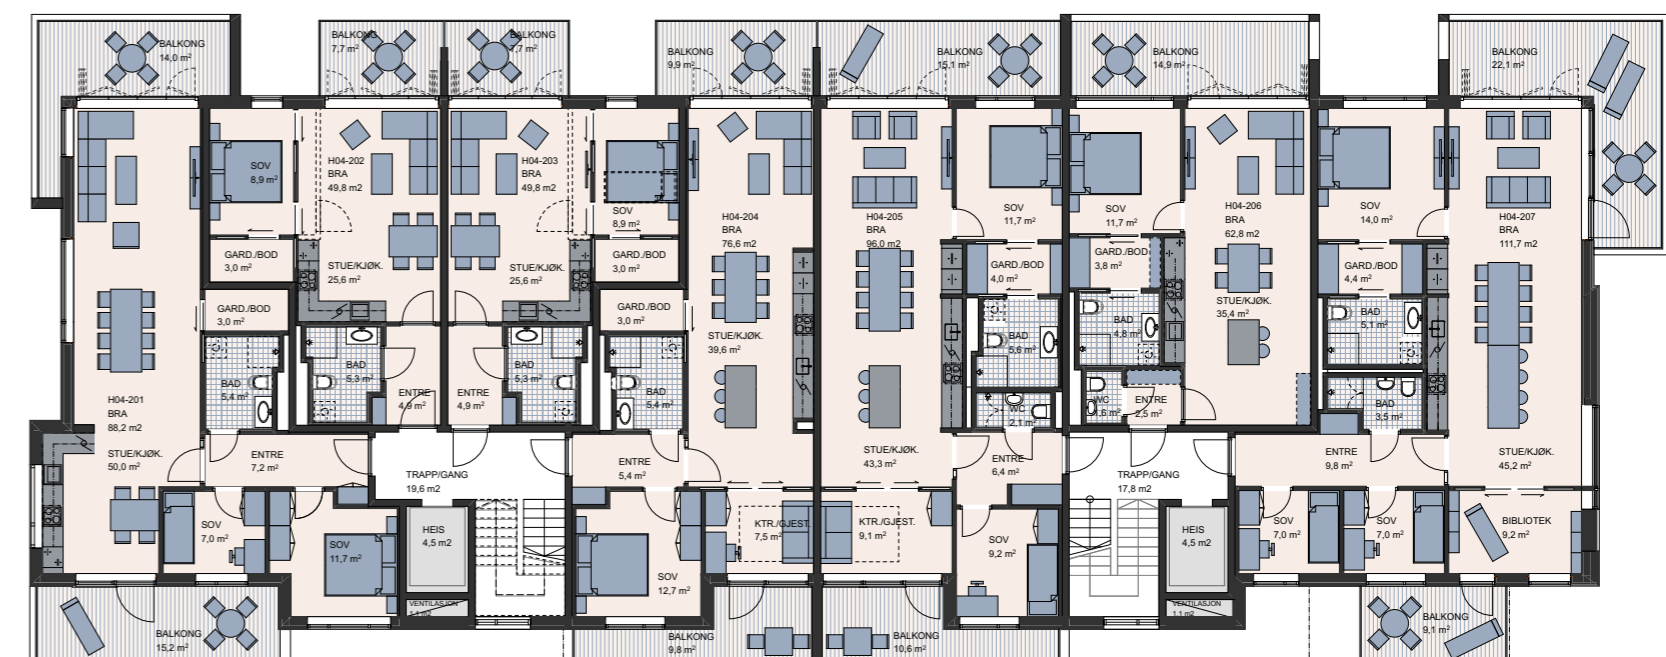 BALKONG
14,0 m²
BALKONG
7,7 m²
BALKONG
7,7 m²
BALKONG
9,9 m²
BALKONG
15,1 m²
BALKONG
14,9 m²
BALKONG
22,1 m²
SOV
8,9 m²
H04-202
BRA
49,8 m2
H04-203
BRA
49,8 m2
SOV
8,9 m²
H04-204
BRA
76,6 m2
H04-205
BRA
96,0 m2
SOV
11,7 m²
SOV
11,7 m²
H04-206
BRA
62,8 m2
SOV
14,0 m²
H04-207
BRA
111,7 m2
GARD./BOD
3,0 m²
STUE/KJØK.
25,6 m²
STUE/KJØK.
25,6 m²
GARD./BOD
3,0 m²
GARD./BOD
4,0 m²
GARD./BOD
3,8 m²
GARD./BOD
4,4 m²
GARD./BOD
3,0 m²
GARD./BOD
3,0 m²
STUE/KJØK.
39,6 m²
BAD
5,6 m²
BAD
4,8 m²
STUE/KJØK.
35,4 m²
BAD
5,1 m²
BAD
5,4 m²
BAD
5,3 m²
ENTRE
4,9 m²
ENTRE
4,9 m²
BAD
5,3 m²
BAD
5,4 m²
WC
2,1 m²
WC
1,6 m²
ENTRE
2,5 m²
BAD
3,5 m²
H04-201
BRA
88,2 m2
STUE/KJØK.
50,0 m²
ENTRE
7,2 m²
TRAPP/GANG
19,6 m2
ENTRE
5,4 m²
STUE/KJØK.
43,3 m²
ENTRE
6,4 m²
TRAPP/GANG
17,8 m2
ENTRE
9,8 m²
STUE/KJØK.
45,2 m²
SOV
7,0 m²
SOV
11,7 m²
HEIS
4,5 m2
SOV
12,7 m²
KTR./GJEST.
7,5 m²
KTR./GJEST.
9,1 m²
SOV
9,2 m²
HEIS
4,5 m2
SOV
7,0 m²
SOV
7,0 m²
BIBLIOTEK
9,2 m²
VENTILASJON
1,1 m2
VENTILASJON
1,1 m2
BALKONG
15,2 m²
BALKONG
9,8 m²
BALKONG
10,6 m²
BALKONG
9,1 m²